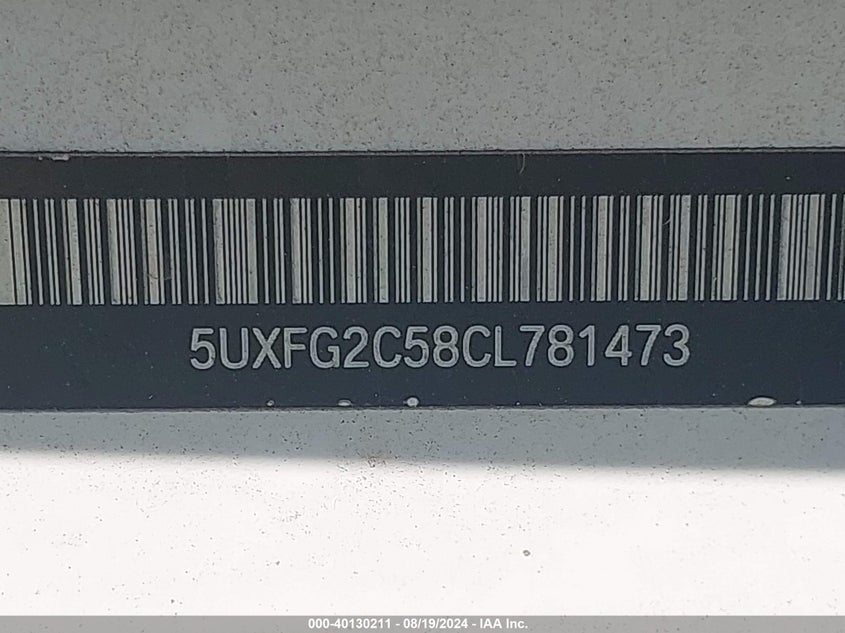 5UXFG2C58CL781473
000-40130211 - 08/19/2024 - IAA Inc.